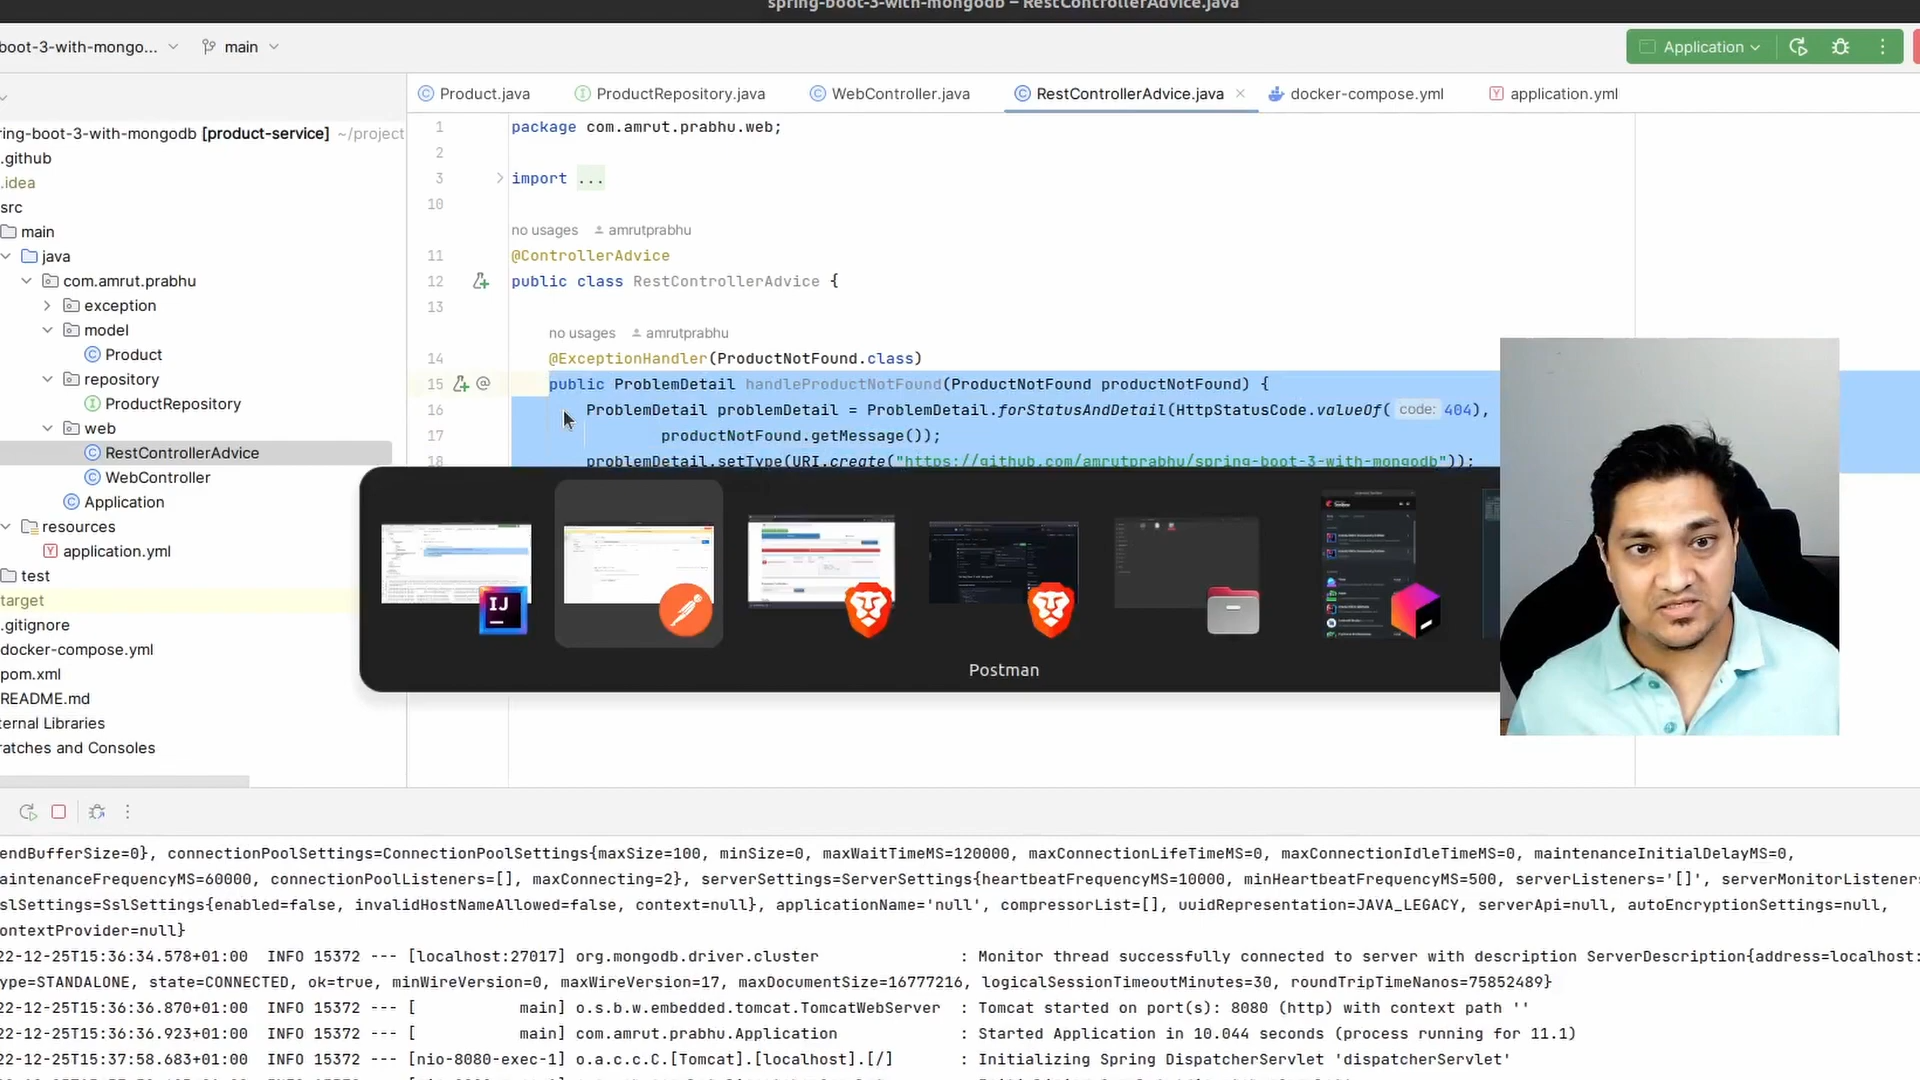 spring-boot-3-with-mongodb – RestControllerAdvice.java
boot-3-with-mongo...
main
Application
Product.java
ProductRepository.java
WebController.java
RestControllerAdvice.java
docker-compose.yml
application.yml
ring-boot-3-with-mongodb [product-service] ~/project
.github
.idea
src
main
java
com.amrut.prabhu
exception
model
Product
repository
ProductRepository
web
RestControllerAdvice
WebController
Application
resources
application.yml
test
target
.gitignore
docker-compose.yml
pom.xml
README.md
ternal Libraries
ratches and Consoles
1 package com.amrut.prabhu.web;
2
3 import ...
10
no usages amrutprabhu
11 @ControllerAdvice
12 public class RestControllerAdvice {
13
no usages amrutprabhu
14 @ExceptionHandler(ProductNotFound.class)
15 public ProblemDetail handleProductNotFound(ProductNotFound productNotFound) {
16 ProblemDetail problemDetail = ProblemDetail.forStatusAndDetail(HttpStatusCode.valueOf( code: 404),
17 productNotFound.getMessage());
18 problemDetail.setType(URI.create("https://github.com/amrutprabhu/spring-boot-3-with-mongodb"));
IJ
Postman
endBufferSize=0}, connectionPoolSettings=ConnectionPoolSettings{maxSize=100, minSize=0, maxWaitTimeMS=120000, maxConnectionLifeTimeMS=0, maxConnectionIdleTimeMS=0, maintenanceInitialDelayMS=0,
aintenanceFrequencyMS=60000, connectionPoolListeners=[], maxConnecting=2}, serverSettings=ServerSettings{heartbeatFrequencyMS=10000, minHeartbeatFrequencyMS=500, serverListeners='[]', serverMonitorListeners
slSettings=SslSettings{enabled=false, invalidHostNameAllowed=false, context=null}, applicationName='null', compressorList=[], uuidRepresentation=JAVA_LEGACY, serverApi=null, autoEncryptionSettings=null,
ontextProvider=null}
22-12-25T15:36:34.578+01:00 INFO 15372 --- [localhost:27017] org.mongodb.driver.cluster : Monitor thread successfully connected to server with description ServerDescription{address=localhost:
ype=STANDALONE, state=CONNECTED, ok=true, minWireVersion=0, maxWireVersion=17, maxDocumentSize=16777216, logicalSessionTimeoutMinutes=30, roundTripTimeNanos=75852489}
22-12-25T15:36:36.870+01:00 INFO 15372 --- [ main] o.s.b.w.embedded.tomcat.TomcatWebServer : Tomcat started on port(s): 8080 (http) with context path ''
22-12-25T15:36:36.923+01:00 INFO 15372 --- [ main] com.amrut.prabhu.Application : Started Application in 10.044 seconds (process running for 11.1)
22-12-25T15:37:58.683+01:00 INFO 15372 --- [nio-8080-exec-1] o.a.c.c.C.[Tomcat].[localhost].[/] : Initializing Spring DispatcherServlet 'dispatcherServlet'